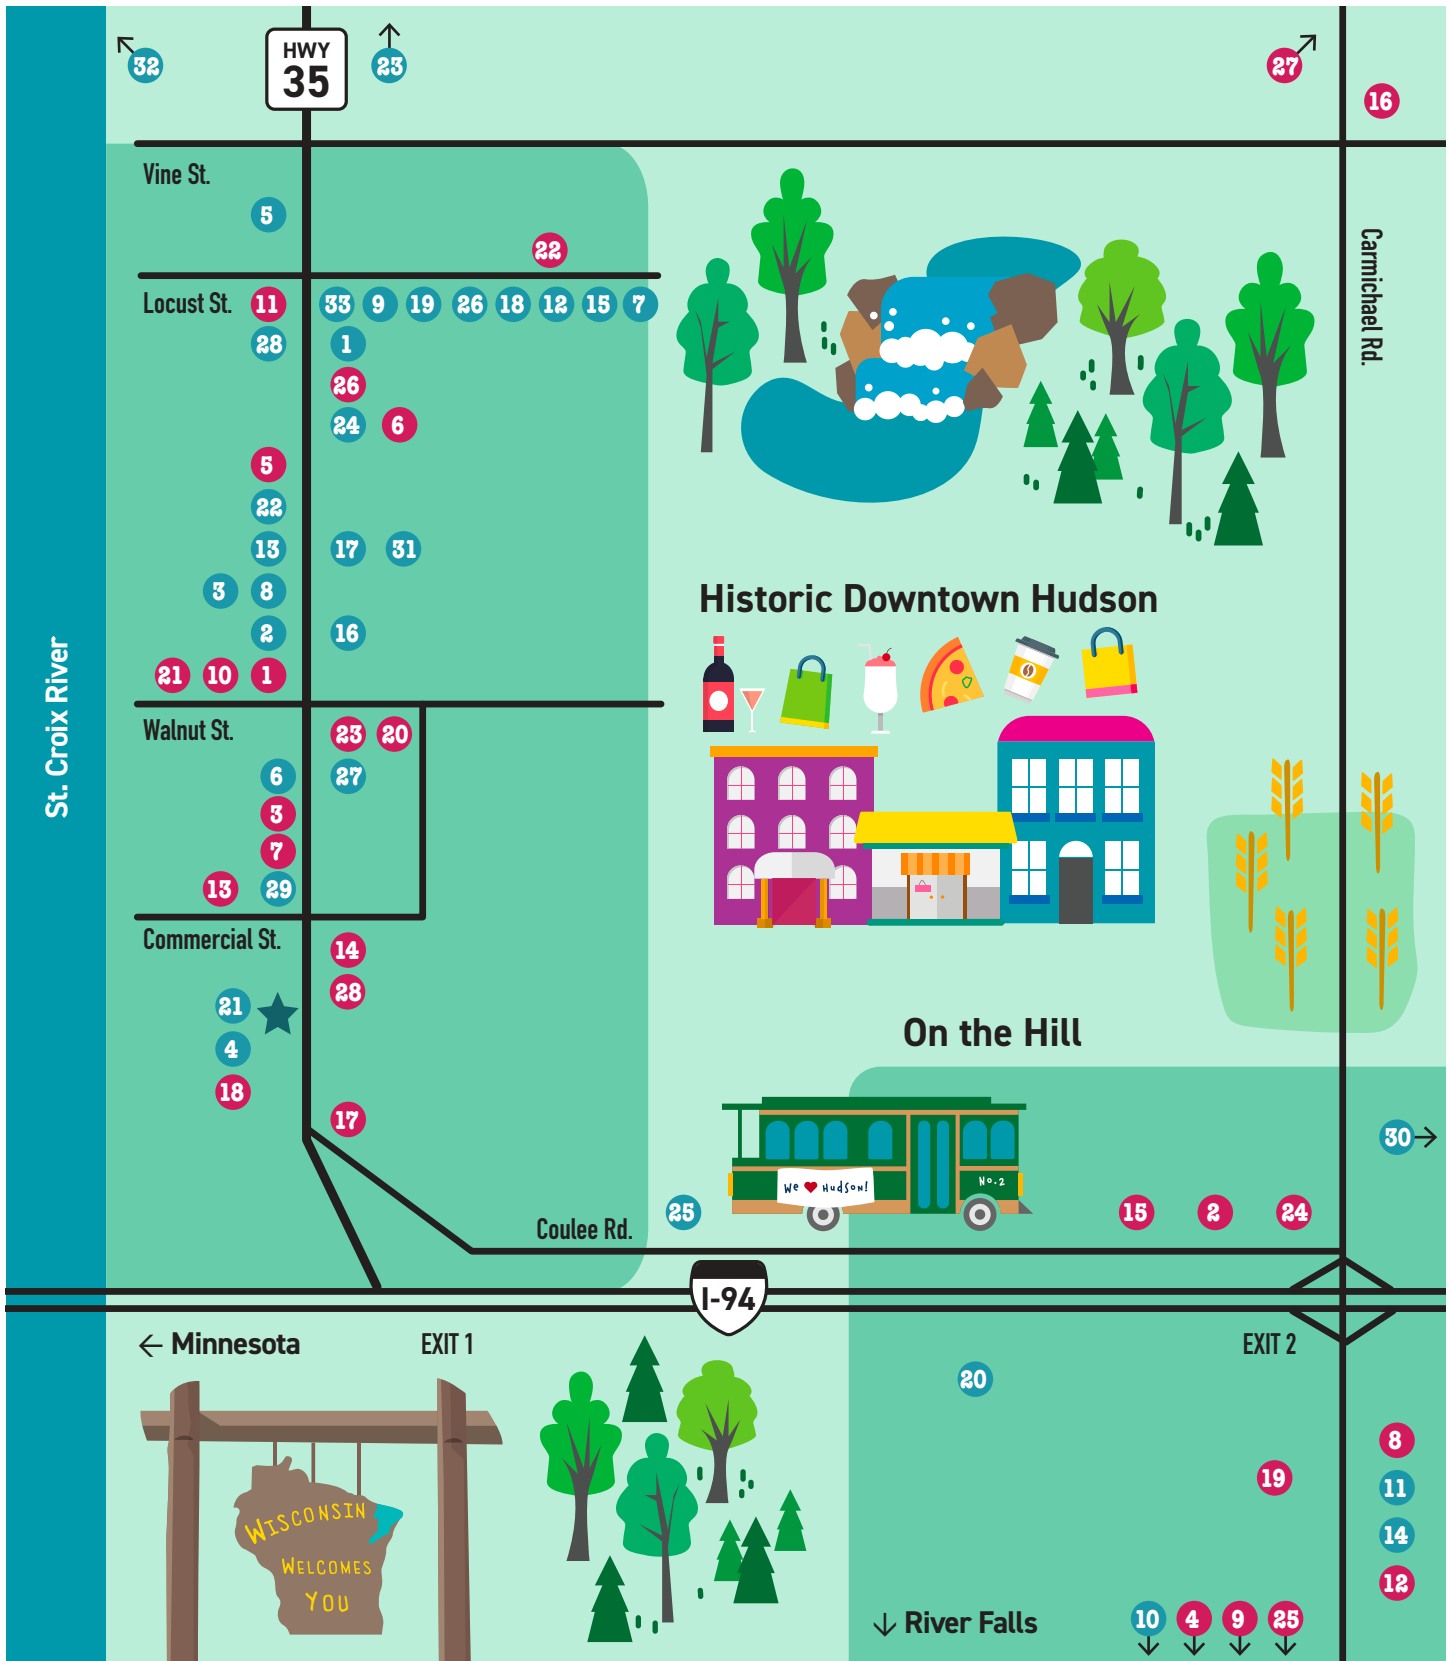 32
HWY
35
23
27
16
Vine St.
5
22
Locust St.
11
33 9 19 26 18 12 15 7
28
1
26
24 6
5
22
13
17 31
3 8
2
16
21 10 1
Carmichael Rd.
St. Croix River
Historic Downtown Hudson
Walnut St.
23 20
6
27
3
7
13 29
Commercial St.
14
28
21
4
18
17
On the Hill
We ❤ Hudson!
No.2
30 →
25
15 2 24
Coulee Rd.
I-94
← Minnesota
EXIT 1
EXIT 2
20
8
19
11
14
12
WISCONSIN
WELCOMES
YOU
↓ River Falls
10 4 9 25